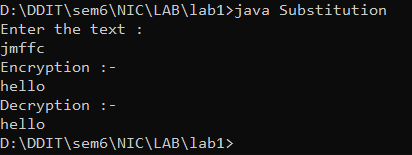 D:\DDIT\sem6\NIC\LAB\lab1>java Substitution
Enter the text :
jmffc
Encryption :-
hello
Decryption :-
hello
D:\DDIT\sem6\NIC\LAB\lab1>